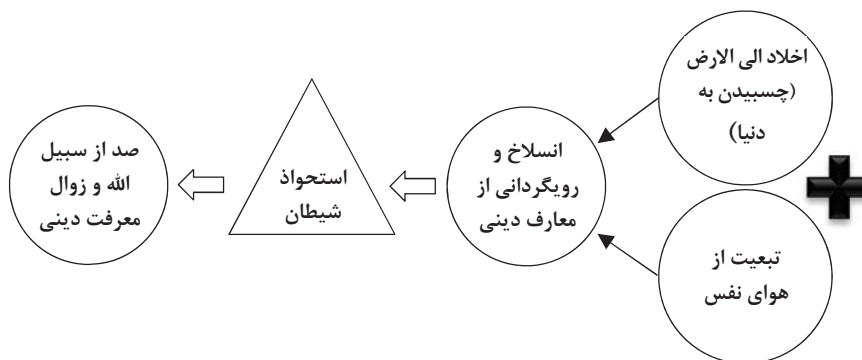 اخلاد الی الارض
(چسبیدن به
دنیا)
تبعیت از
هوای نفس
انسلاخ و
رویگردانی از
معارف دینی
استحواذ
شیطان
صد از سبیل
الله و زوال
معرفت دینی